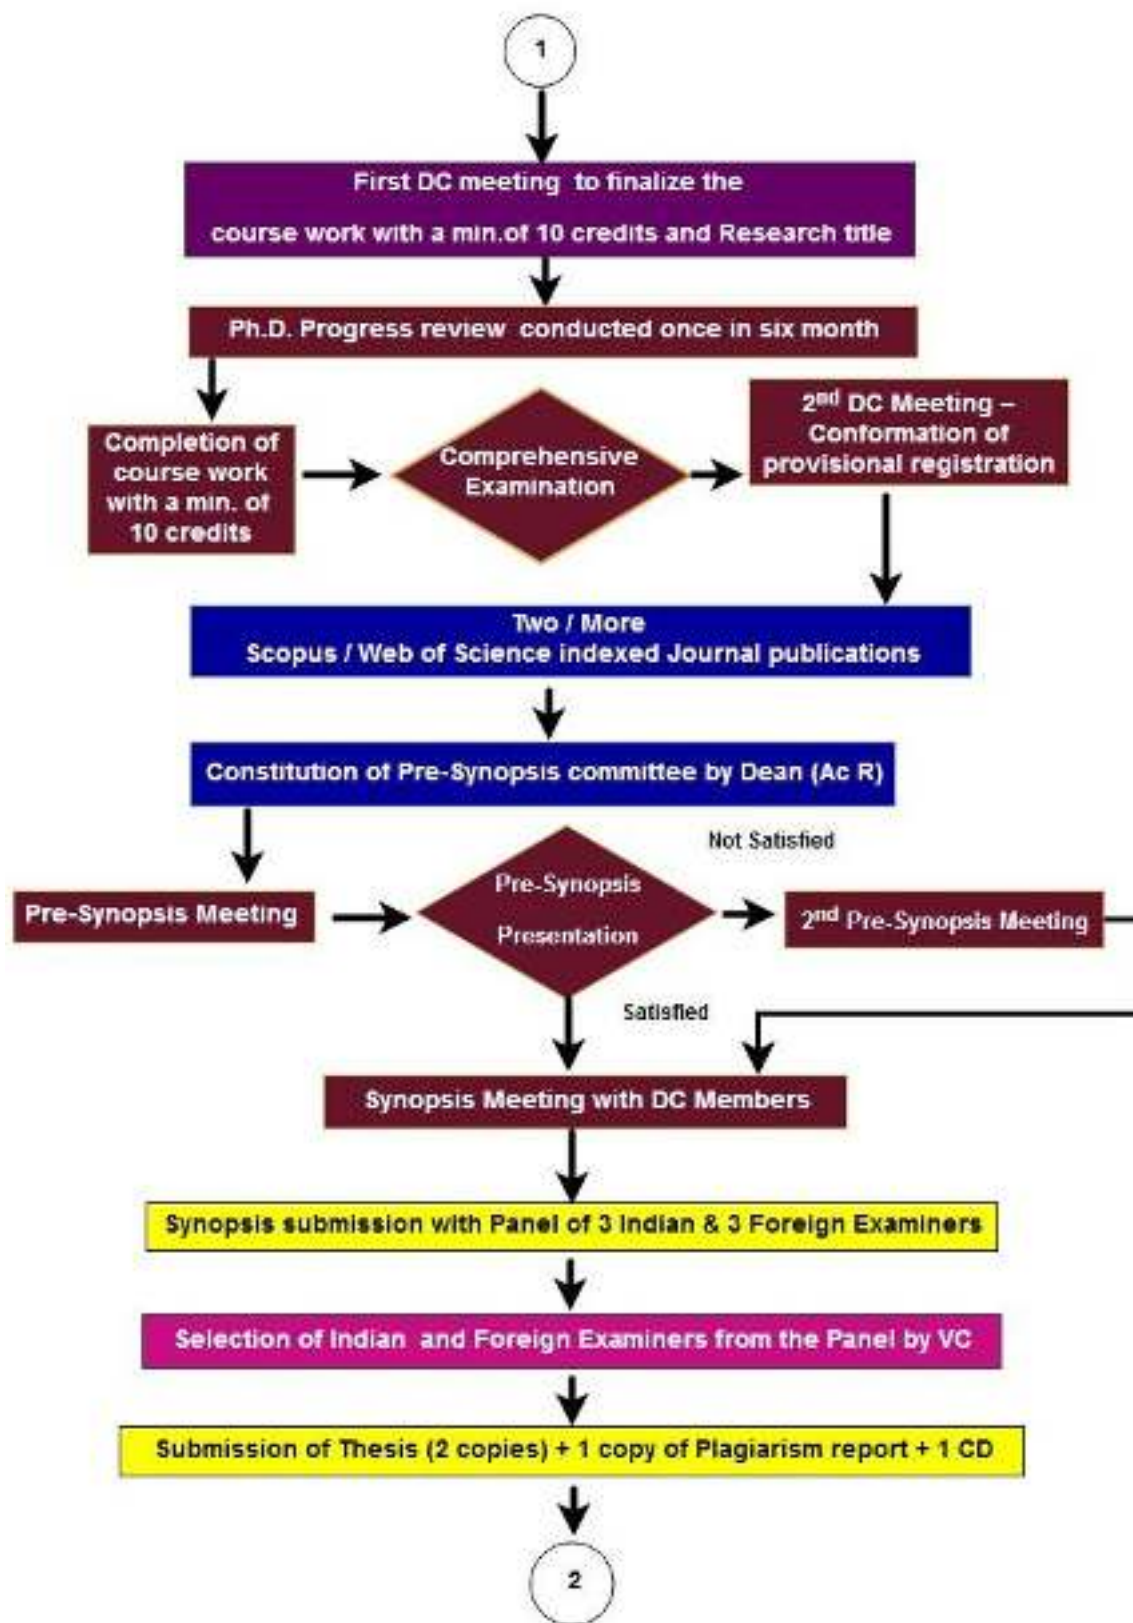 1
First DC meeting to finalize the
course work with a min.of 10 credits and Research title
Ph.D. Progress review conducted once in six month
Completion of
course work
with a min. of
10 credits
Comprehensive
Examination
2nd DC Meeting –
Conformation of
provisional registration
Two / More
Scopus / Web of Science indexed Journal publications
Constitution of Pre-Synopsis committee by Dean (Ac R)
Pre-Synopsis Meeting
Pre-Synopsis
Presentation
Not Satisfied
2nd Pre-Synopsis Meeting
Satisfied
Synopsis Meeting with DC Members
Synopsis submission with Panel of 3 Indian & 3 Foreign Examiners
Selection of Indian and Foreign Examiners from the Panel by VC
Submission of Thesis (2 copies) + 1 copy of Plagiarism report + 1 CD
2